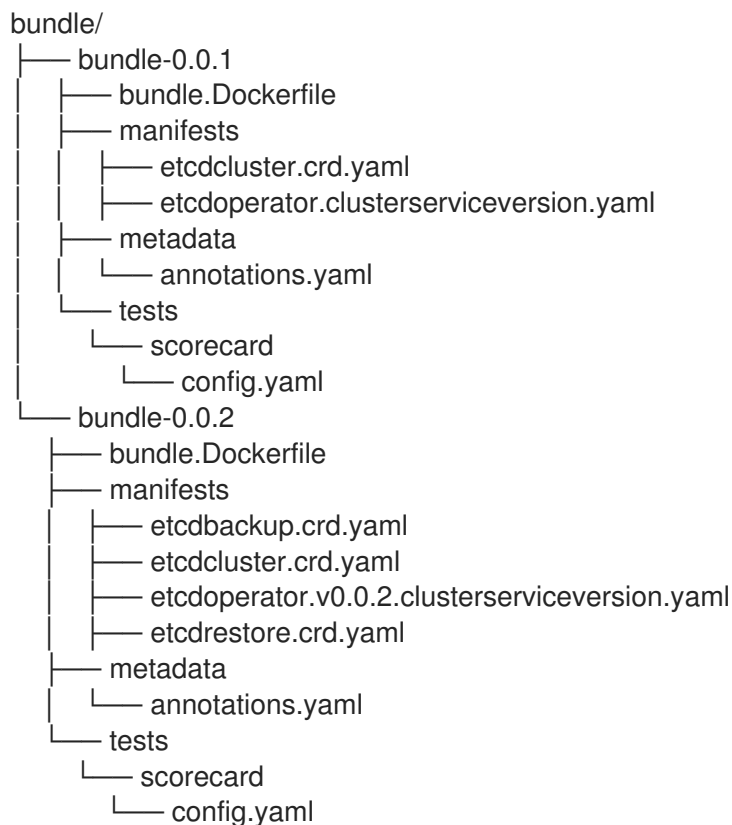 bundle/
├── bundle-0.0.1
│   ├── bundle.Dockerfile
│   ├── manifests
│   │   ├── etcdcluster.crd.yaml
│   │   ├── etcdoperator.clusterserviceversion.yaml
│   ├── metadata
│   │   └── annotations.yaml
│   └── tests
│       └── scorecard
│           └── config.yaml
└── bundle-0.0.2
    ├── bundle.Dockerfile
    ├── manifests
    │   ├── etcdbackup.crd.yaml
    │   ├── etcdcluster.crd.yaml
    │   ├── etcdoperator.v0.0.2.clusterserviceversion.yaml
    │   ├── etcdrestore.crd.yaml
    ├── metadata
    │   └── annotations.yaml
    └── tests
        └── scorecard
            └── config.yaml